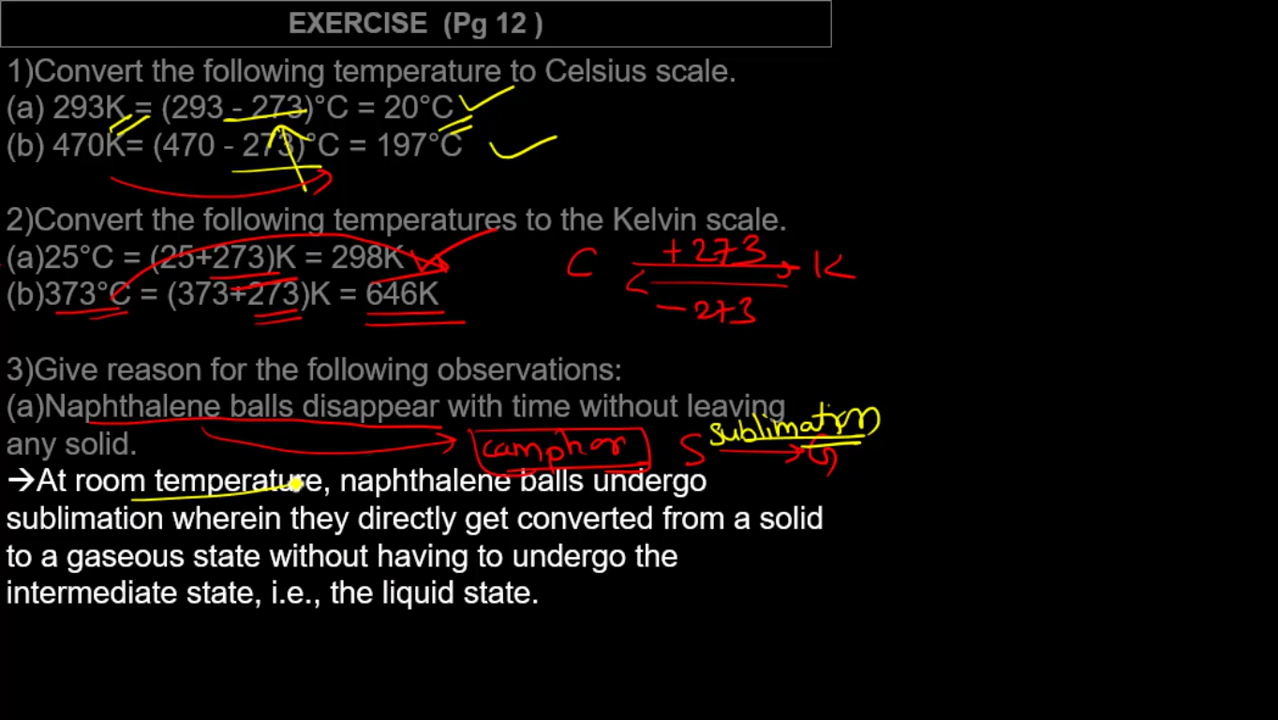 EXERCISE (Pg 12 )
1)Convert the following temperature to Celsius scale.
(a) 293K = (293 - 273)°C = 20°C
(b) 470K= (470 - 273)°C = 197°C
2)Convert the following temperatures to the Kelvin scale.
(a)25°C = (25+273)K = 298K
(b)373°C = (373+273)K = 646K
C +273 K
-273
3)Give reason for the following observations:
(a)Naphthalene balls disappear with time without leaving
any solid.
camphor S sublimation G
→At room temperature, naphthalene balls undergo
sublimation wherein they directly get converted from a solid
to a gaseous state without having to undergo the
intermediate state, i.e., the liquid state.